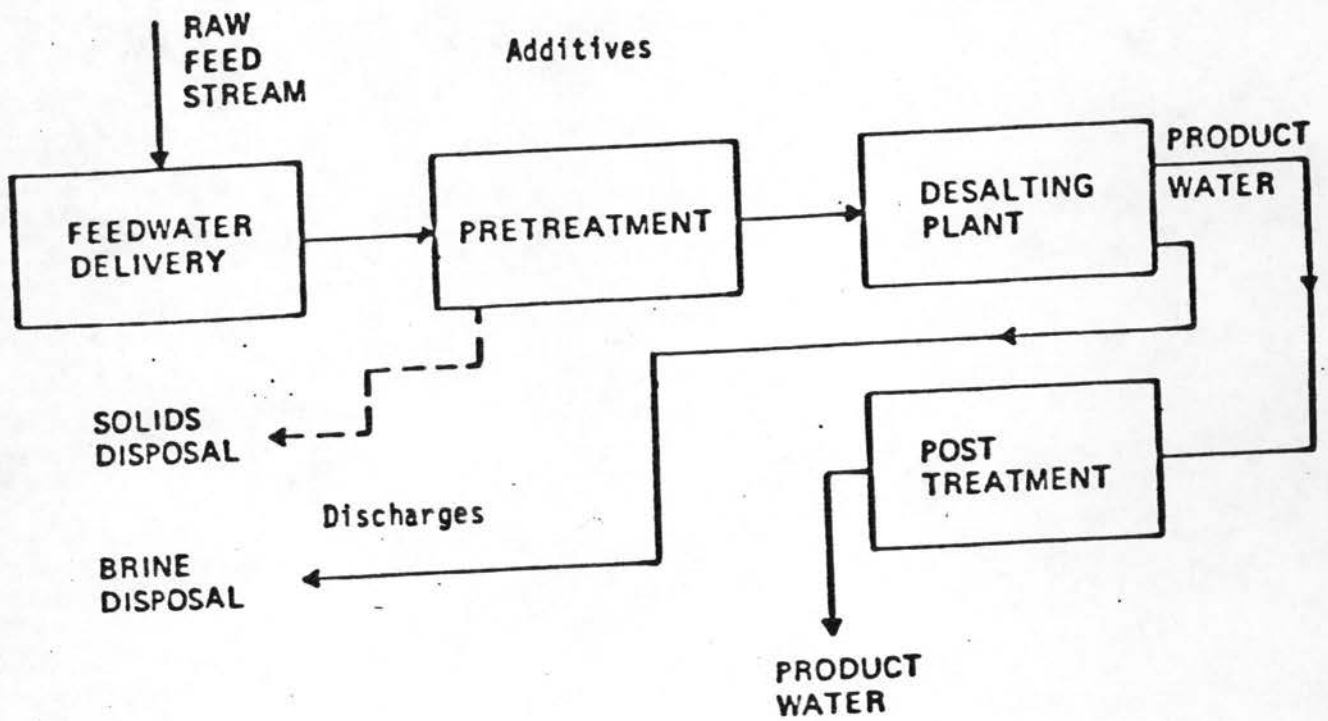 RAW
FEED
STREAM
Additives
FEEDWATER
DELIVERY
PRETREATMENT
DESALTING
PLANT
PRODUCT
WATER
SOLIDS
DISPOSAL
Discharges
BRINE
DISPOSAL
POST
TREATMENT
PRODUCT
WATER